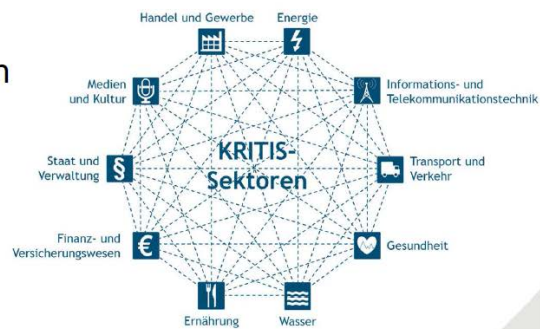 Handel und Gewerbe
Energie
n
Medien
und Kultur
Informations- und
Telekommunikationstechnik
KRITIS-
Sektoren
Staat und
Verwaltung
§
Transport und
Verkehr
Finanz- und
Versicherungswesen
€
Gesundheit
Ernährung
Wasser